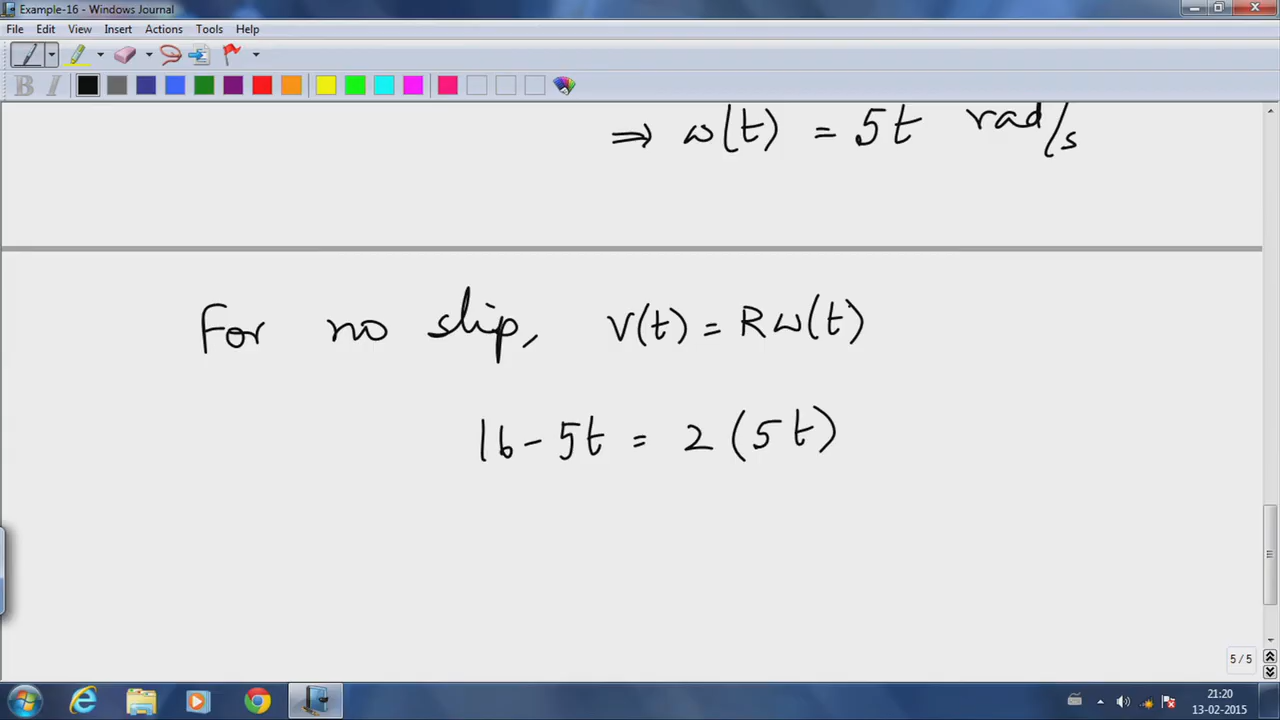 Example-16 - Windows Journal
File Edit View Insert Actions Tools Help
B I
⇒ ω(t) = 5t rad/s
For no slip, V(t) = Rω(t)
16 - 5t = 2 (5t)
5 / 5
21:20
13-02-2015